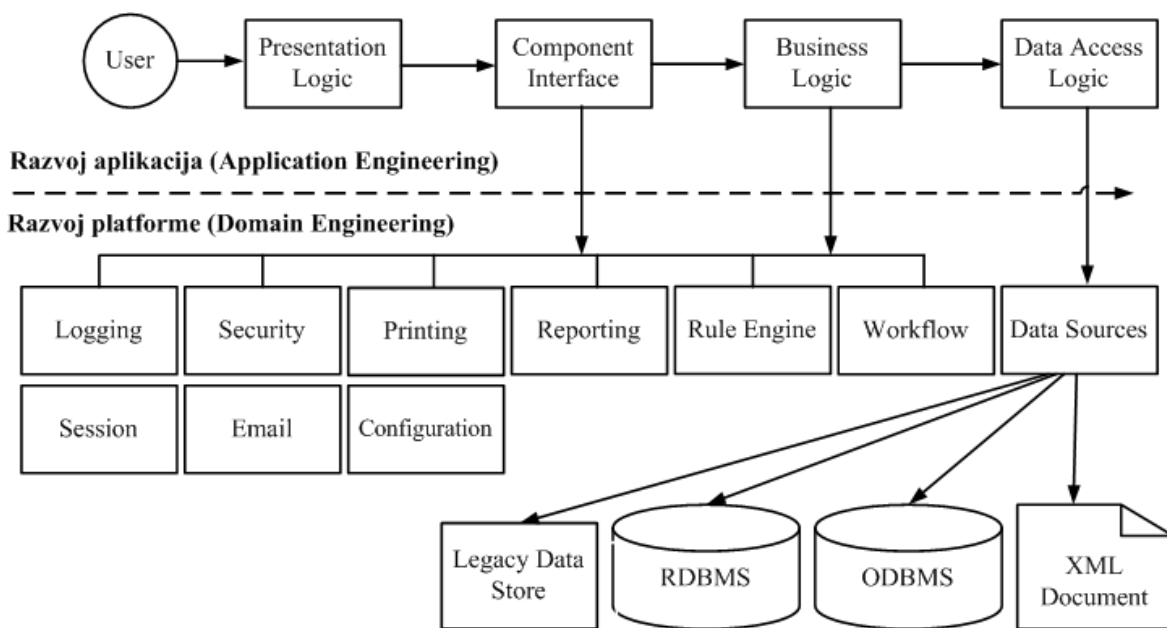 User
Presentation
Logic
Component
Interface
Business
Logic
Data Access
Logic
Razvoj aplikacija (Application Engineering)
Razvoj platforme (Domain Engineering)
Logging
Security
Printing
Reporting
Rule Engine
Workflow
Data Sources
Session
Email
Configuration
Legacy Data
Store
RDBMS
ODBMS
XML
Document